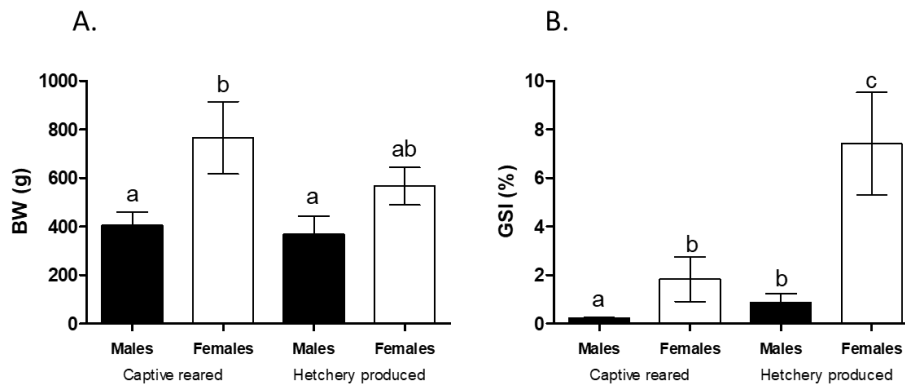 A.
BW (g)
1000
800
600
400
200
0
a
b
a
ab
Males Females Males Females
Captive reared Hetchery produced
B.
GSI (%)
10
8
6
4
2
0
a
b
b
c
Males Females Males Females
Captive reared Hetchery produced